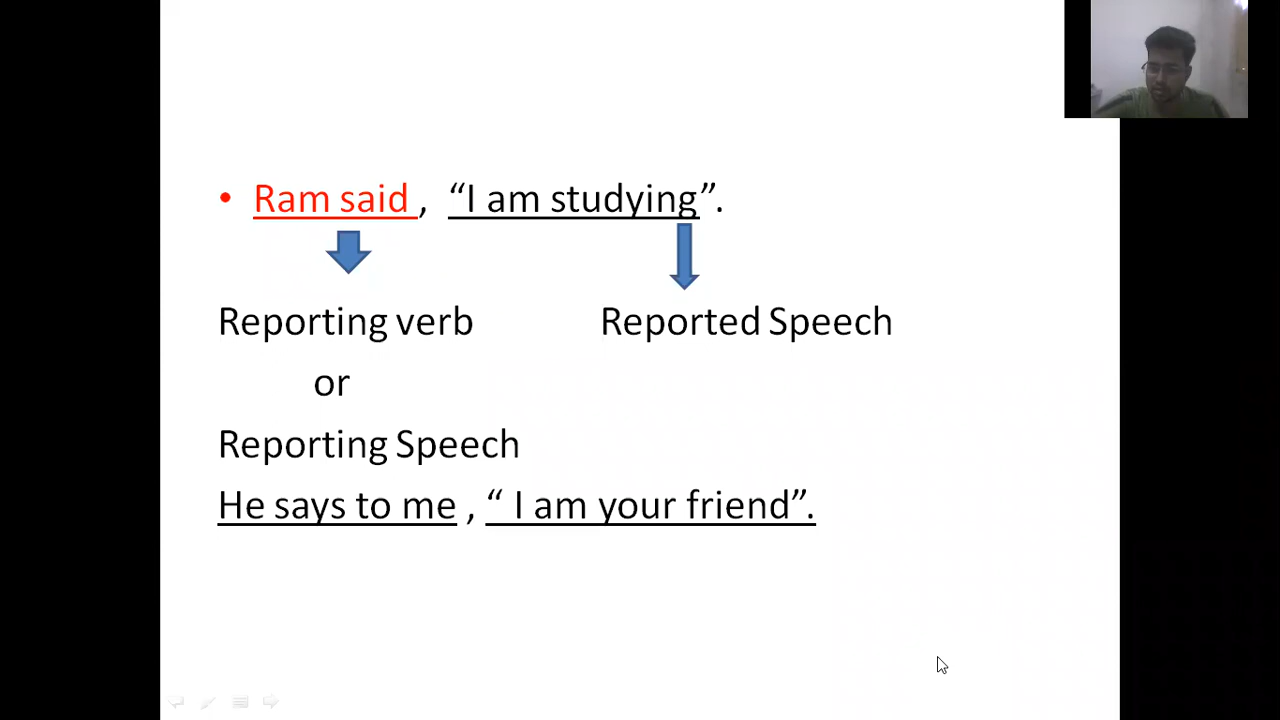 • Ram said , “I am studying”.
Reporting verb Reported Speech
or
Reporting Speech
He says to me , “ I am your friend”.